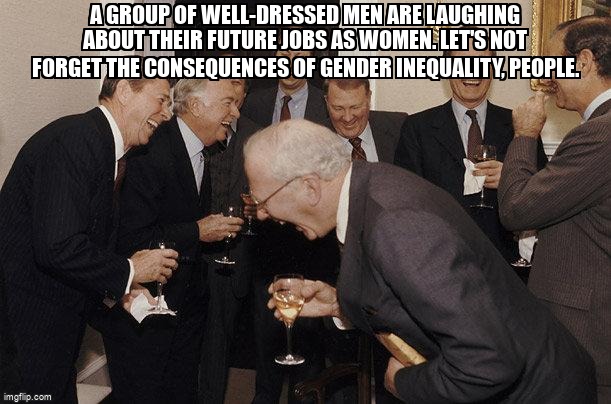 A GROUP OF WELL-DRESSED MEN ARE LAUGHING
ABOUT THEIR FUTURE JOBS AS WOMEN. LET'S NOT
FORGET THE CONSEQUENCES OF GENDER INEQUALITY, PEOPLE.
imgflip.com